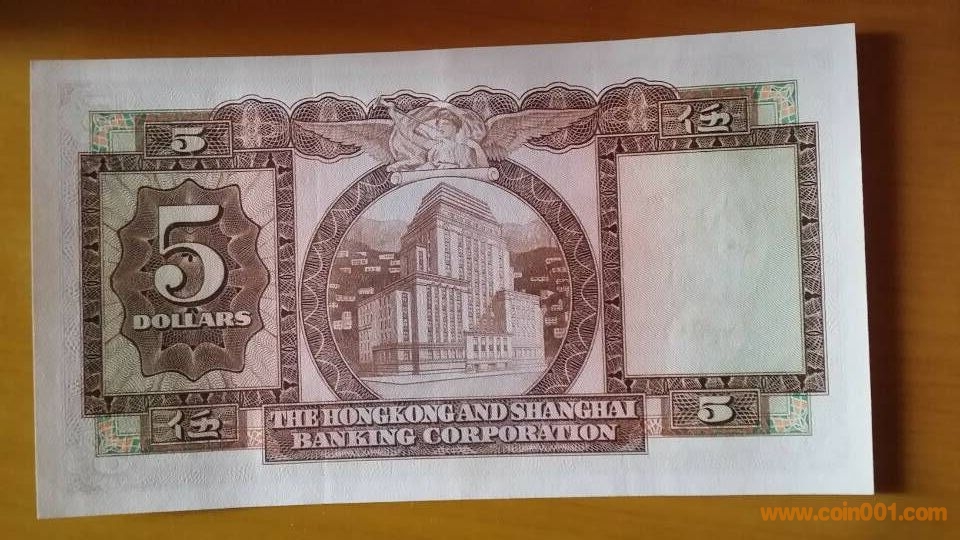 5
伍
5
DOLLARS
伍
5
THE HONGKONG AND SHANGHAI
BANKING CORPORATION
www.coin001.com